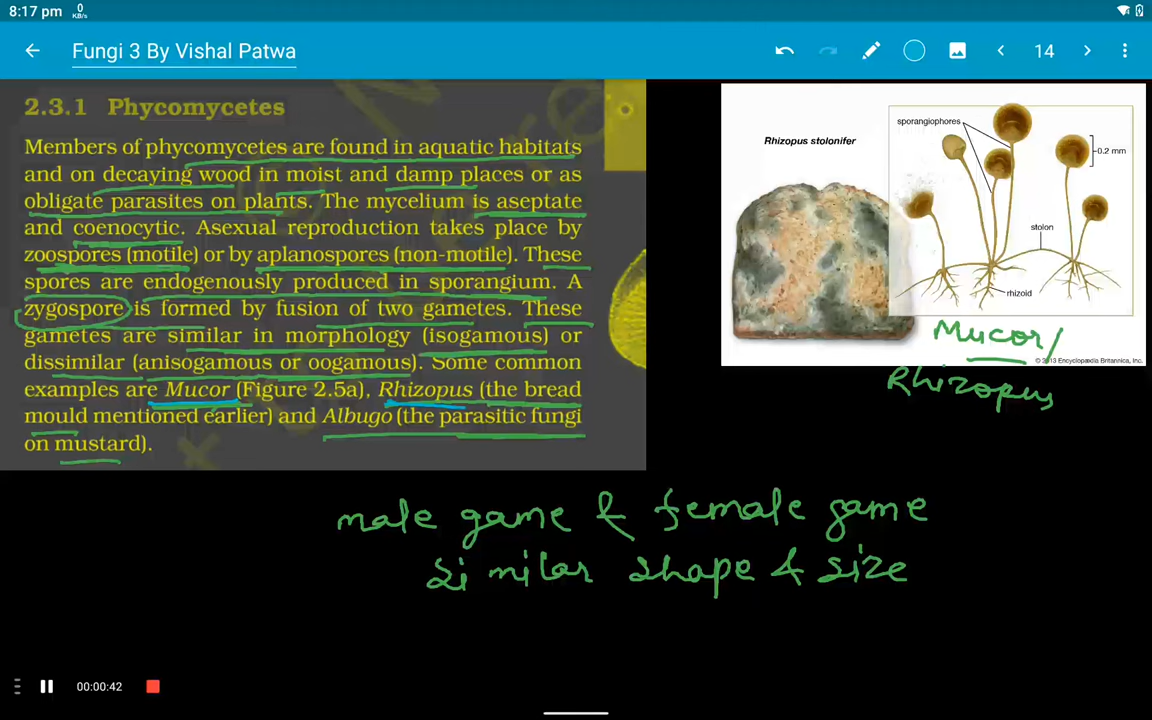 8:17 pm 0 KB/s
Fungi 3 By Vishal Patwa
14
2.3.1 Phycomycetes
Members of phycomycetes are found in aquatic habitats
and on decaying wood in moist and damp places or as
obligate parasites on plants. The mycelium is aseptate
and coenocytic. Asexual reproduction takes place by
zoospores (motile) or by aplanospores (non-motile). These
spores are endogenously produced in sporangium. A
zygospore is formed by fusion of two gametes. These
gametes are similar in morphology (isogamous) or
dissimilar (anisogamous or oogamous). Some common
examples are Mucor (Figure 2.5a), Rhizopus (the bread
mould mentioned earlier) and Albugo (the parasitic fungi
on mustard).
Rhizopus stolonifer
sporangiophores
0.2 mm
stolon
rhizoid
© 2013 Encyclopædia Britannica, Inc.
Mucor/
Rhizopus
male game & female game
similar shape & size
00:00:42